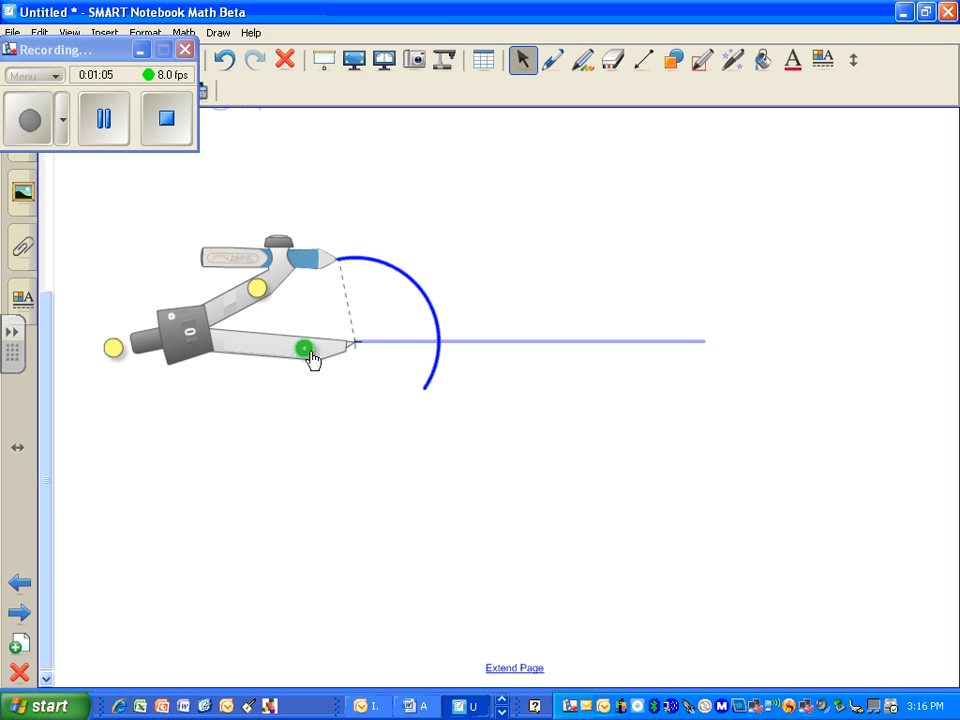 Untitled * - SMART Notebook Math Beta
File Edit View Insert Format Math Draw Help
Recording...
Menu 0:01:05 8.0 fps
A A
0
A
Extend Page
start I. A U ? M 3:16 PM